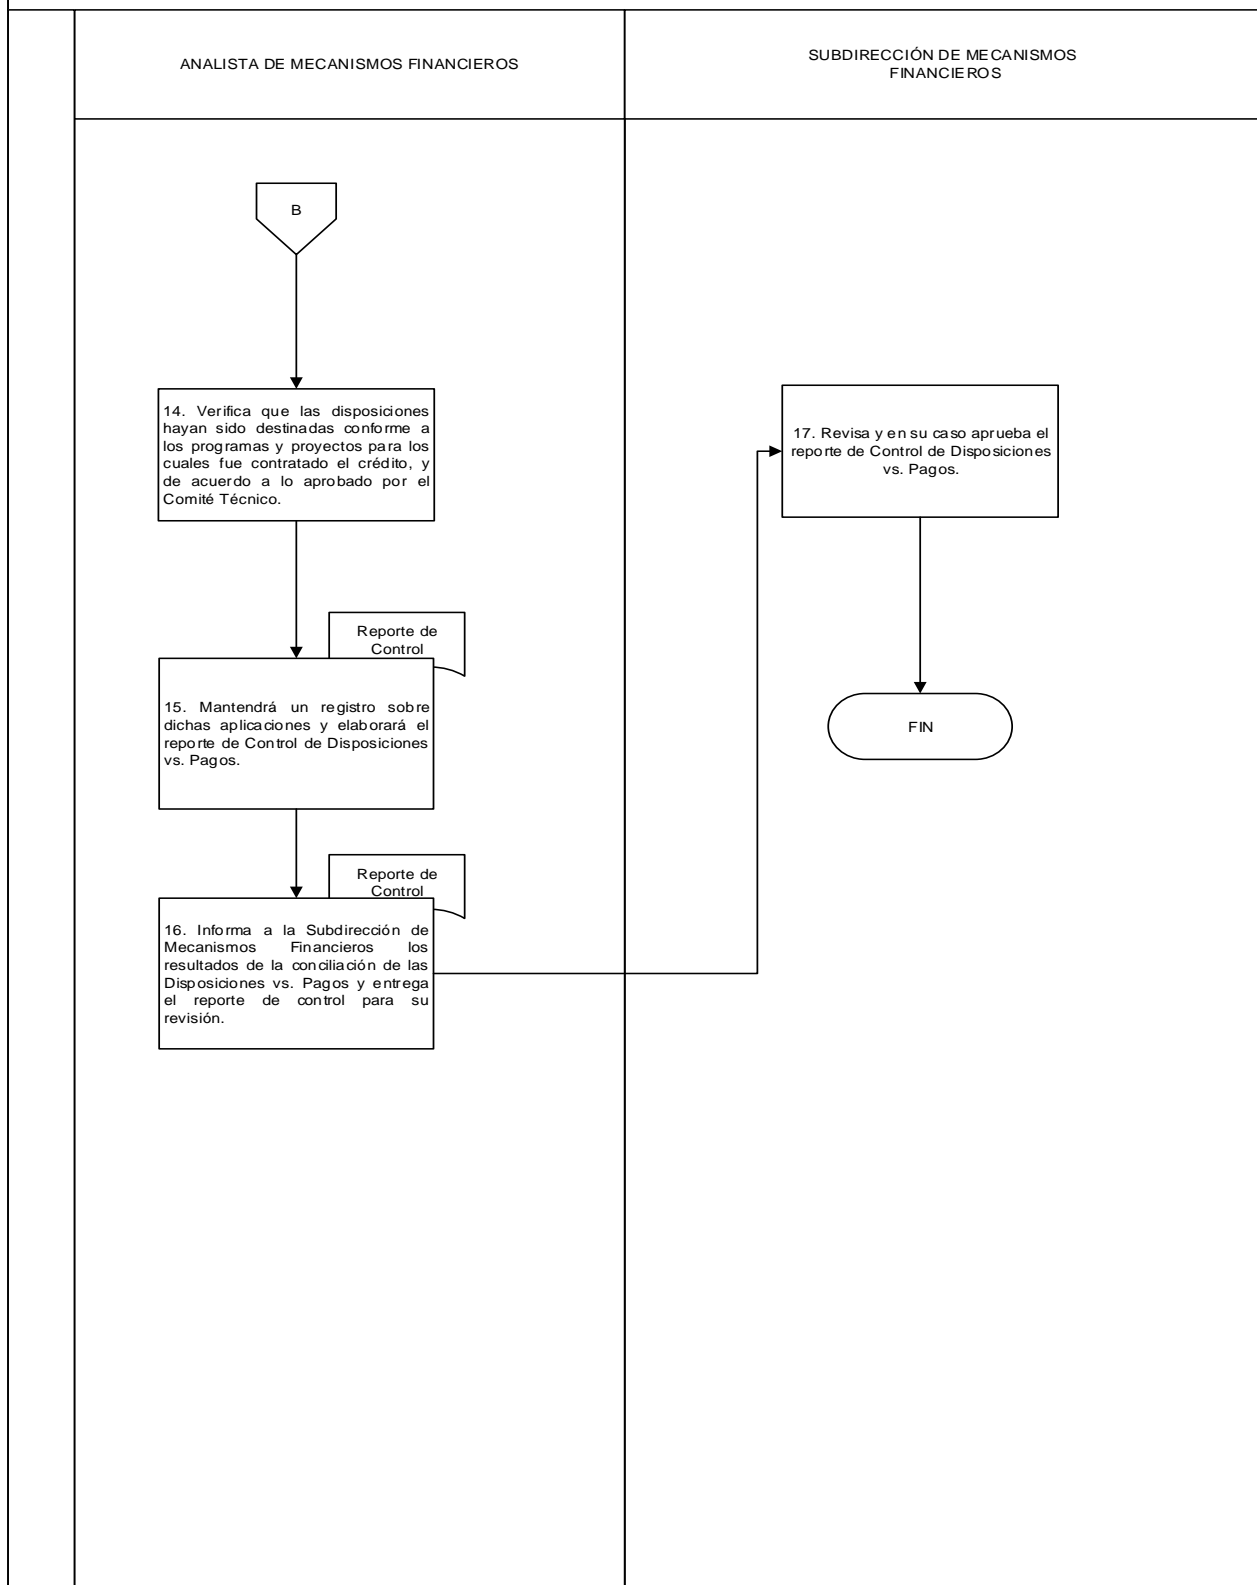 ANALISTA DE MECANISMOS FINANCIEROS
SUBDIRECCIÓN DE MECANISMOS
FINANCIEROS
B
14. Verifica que las disposiciones
hayan sido destinadas conforme a
los programas y proyectos para los
cuales fue contratado el crédito, y
de acuerdo a lo aprobado por el
Comité Técnico.
Reporte de
Control
15. Mantendrá un registro sobre
dichas aplicaciones y elaborará el
reporte de Control de Disposiciones
vs. Pagos.
Reporte de
Control
16. Informa a la Subdirección de
Mecanismos Financieros los
resultados de la conciliación de las
Disposiciones vs. Pagos y entrega
el reporte de control para su
revisión.
17. Revisa y en su caso aprueba el
reporte de Control de Disposiciones
vs. Pagos.
FIN